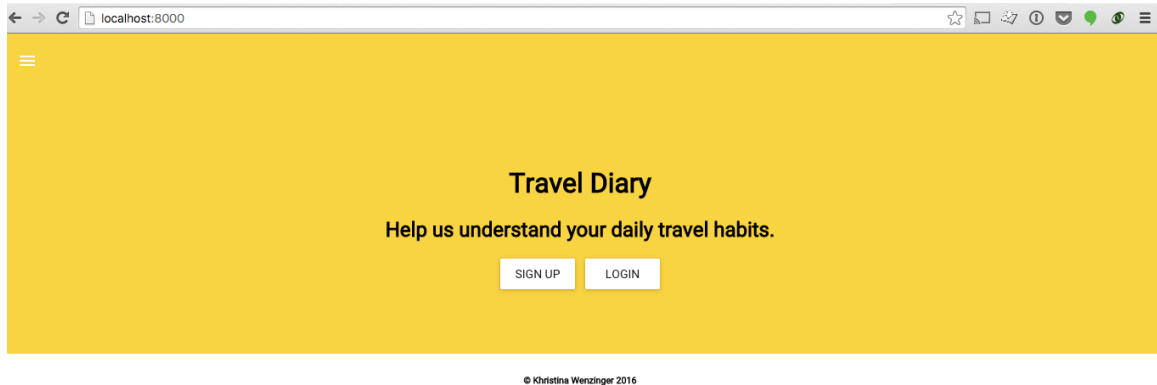 localhost:8000
Travel Diary
Help us understand your daily travel habits.
SIGN UP LOGIN
© Khristina Wenzinger 2016